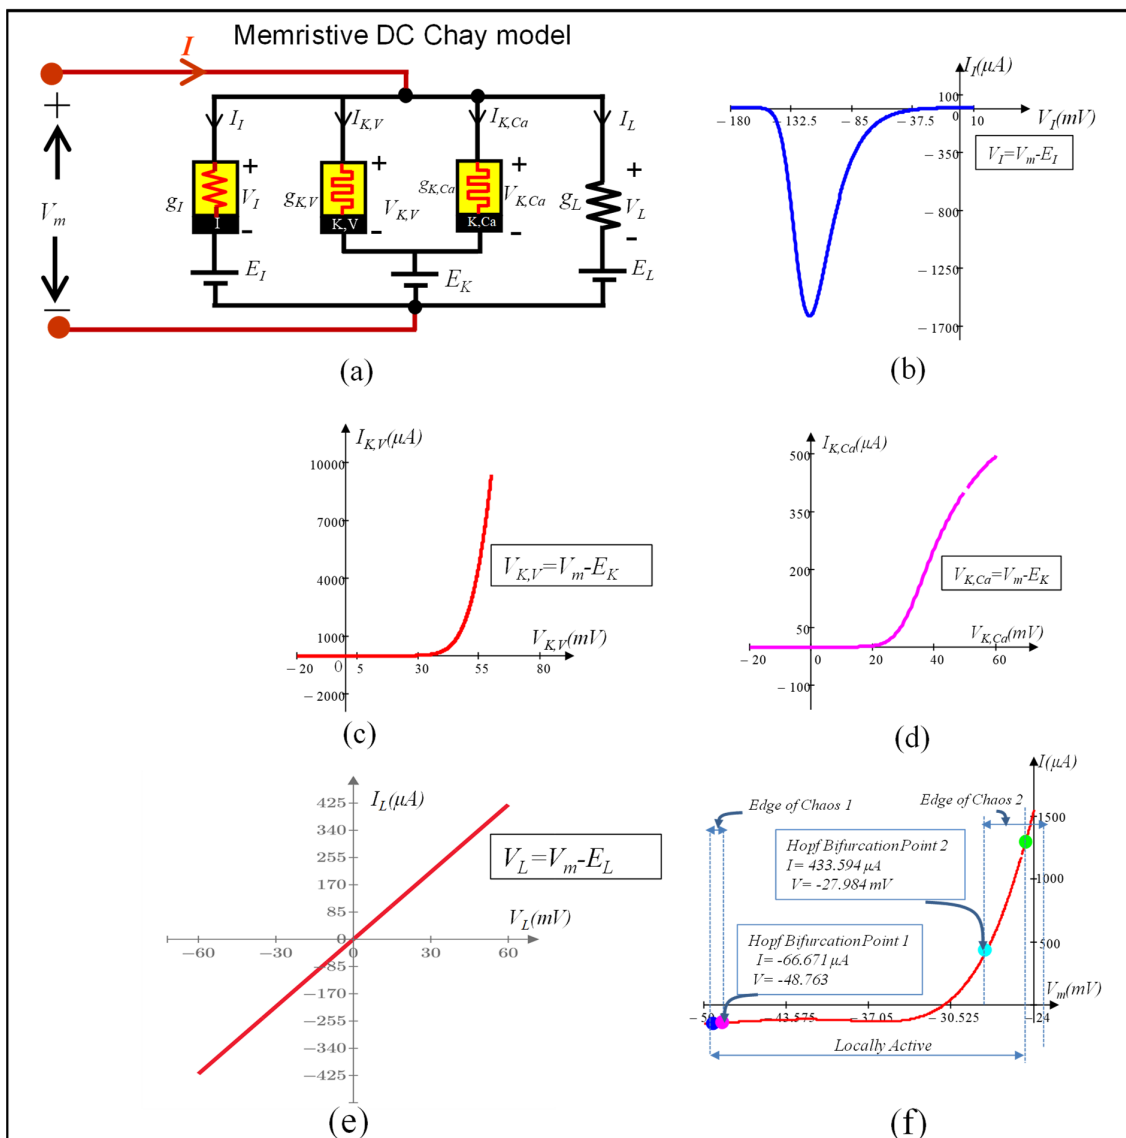 Memristive DC Chay model
I
+
V_m
−
I_I
I_K,V
I_K,Ca
I_L
+
+
+
+
g_I
V_I
I
-
g_K,V
V_K,V
K,V
-
g_K,Ca
V_K,Ca
K,Ca
-
g_L
V_L
-
E_I
E_K
E_L
(a)
I_I(μA)
100
0
−350
−800
−1250
−1700
−180
−132.5
−85
−37.5
10
V_I(mV)
V_I=V_m-E_I
(b)
I_K,V(μA)
10000
7000
4000
1000
0
−2000
−20
5
30
55
80
V_K,V(mV)
V_K,V=V_m-E_K
(c)
I_K,Ca(μA)
500
350
200
50
−100
−20
0
20
40
60
V_K,Ca(mV)
V_K,Ca=V_m-E_K
(d)
I_L(μA)
425
340
255
170
85
0
−85
−170
−255
−340
−425
−60
−30
0
30
60
V_L(mV)
V_L=V_m-E_L
(e)
I(μA)
1500
1000
500
Edge of Chaos 1
Edge of Chaos 2
Hopf Bifurcation Point 2
I= 433.594 μA
V= -27.984 mV
Hopf Bifurcation Point 1
I= -66.671 μA
V= -48.763
V_m(mV)
−50
−43.575
−37.05
−30.525
−24
Locally Active
(f)